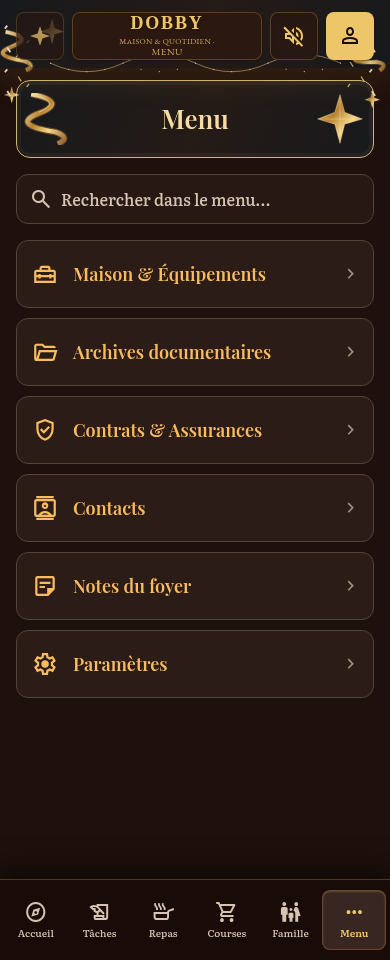 DOBBY
MAISON & QUOTIDIEN ·
MENU
Menu
Rechercher dans le menu...
Maison & Équipements
Archives documentaires
Contrats & Assurances
Contacts
Notes du foyer
Paramètres
Accueil
Tâches
Repas
Courses
Famille
Menu